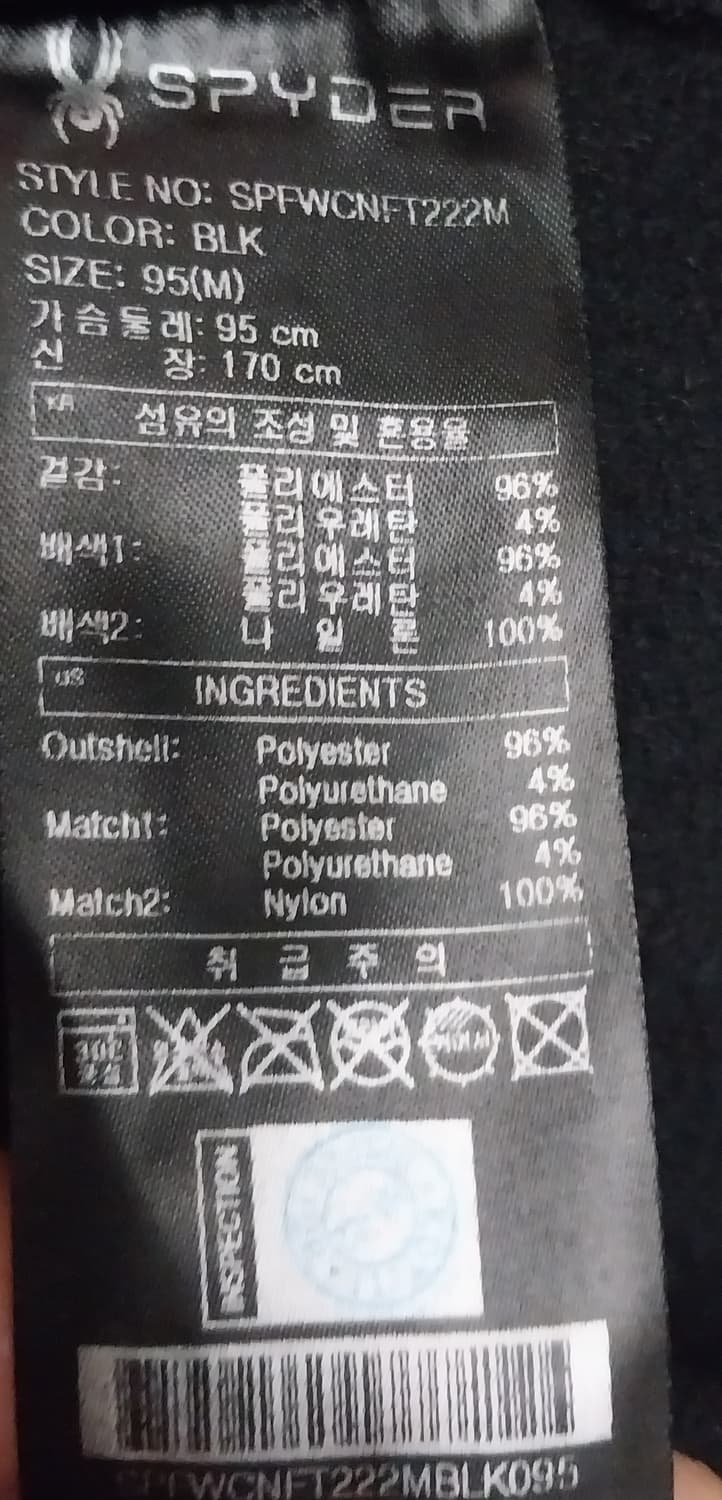 SPYDER
STYLE NO: SPFWCNFT222M
COLOR: BLK
SIZE: 95(M)
가슴둘레: 95 cm
신 장: 170 cm
KR 섬유의 조성 및 혼용율
겉감: 폴리에스터 96%
폴리우레탄 4%
배색1: 폴리에스터 96%
폴리우레탄 4%
배색2: 나 일 론 100%
US INGREDIENTS
Outshell: Polyester 96%
Polyurethane 4%
Match1: Polyester 96%
Polyurethane 4%
Match2: Nylon 100%
취 급 주 의
INSPECTION
SPFWCNFT222MBLK095